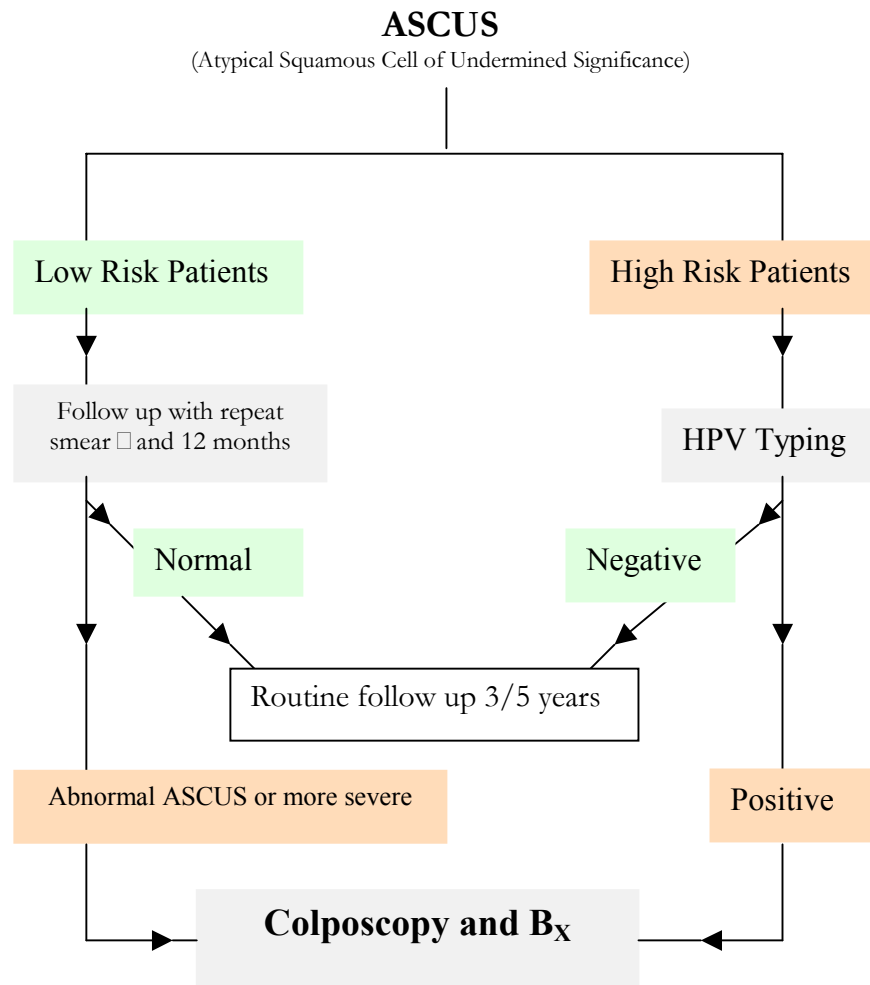 ASCUS
(Atypical Squamous Cell of Undermined Significance)
Low Risk Patients
High Risk Patients
Follow up with repeat
smear □ and 12 months
HPV Typing
Normal
Negative
Routine follow up 3/5 years
Abnormal ASCUS or more severe
Positive
Colposcopy and BX